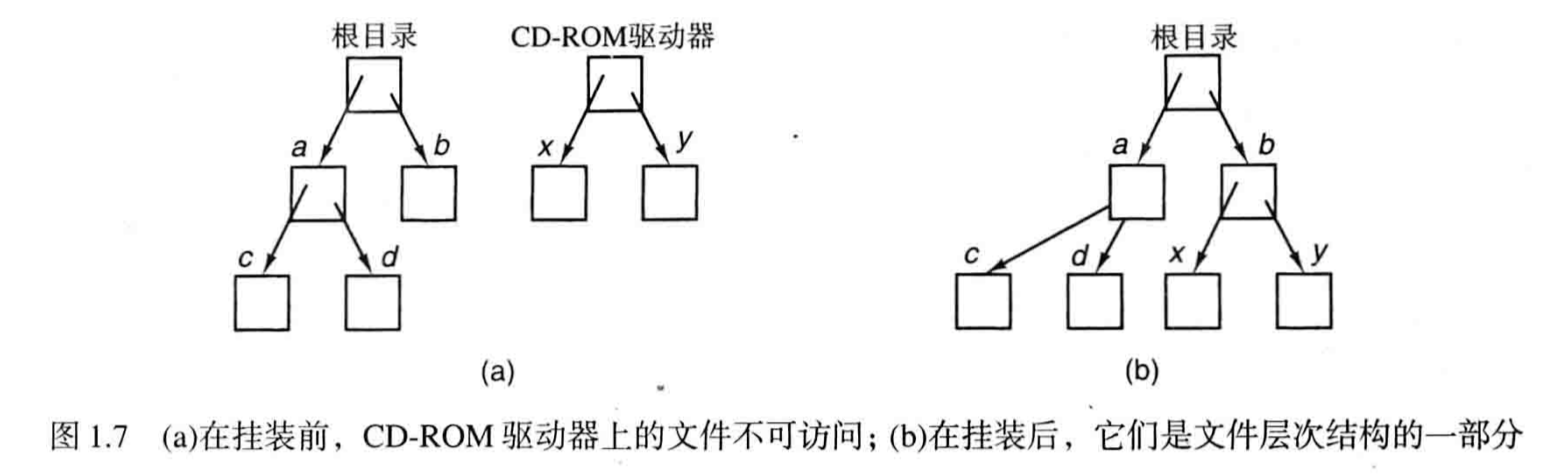 根目录
CD-ROM驱动器
根目录
a
b
x
y
a
b
c
d
c
d
x
y
(a)
(b)
图 1.7 (a)在挂装前，CD-ROM 驱动器上的文件不可访问；(b)在挂装后，它们是文件层次结构的一部分